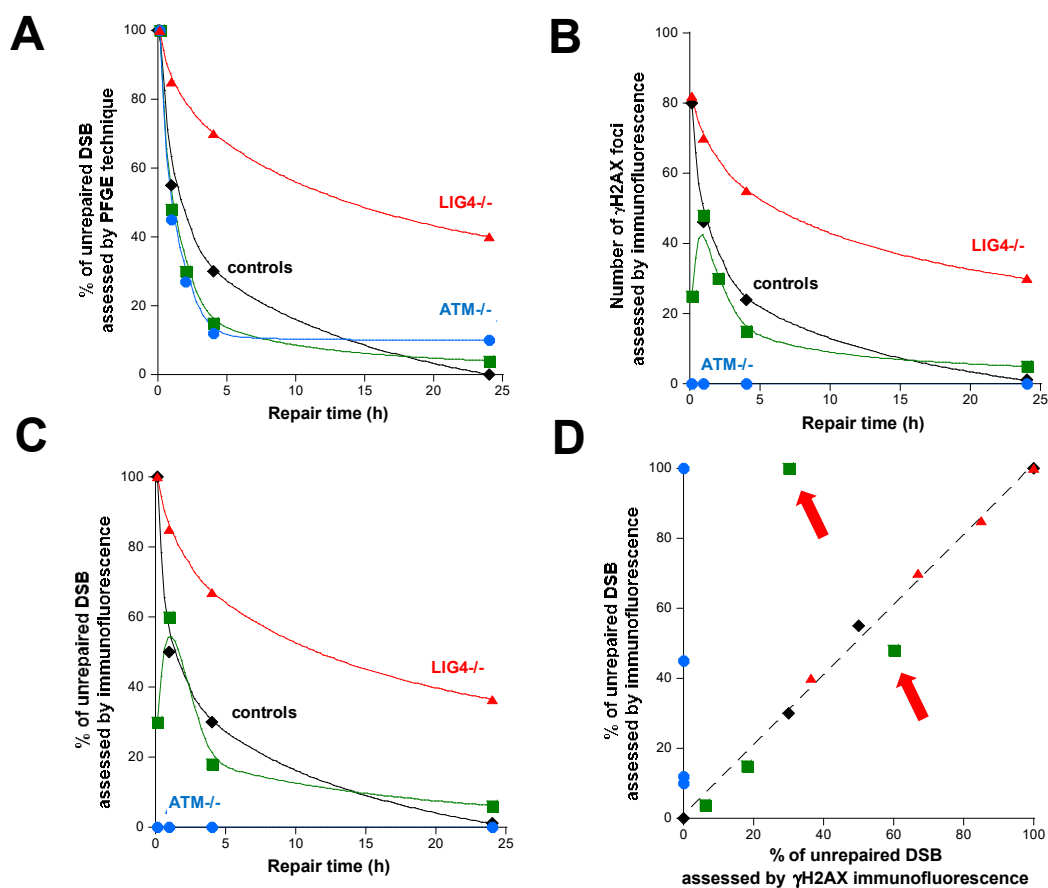 A
% of unrepaired DSB
assessed by PFGE technique
100
80
60
40
20
0
0
5
10
15
20
25
Repair time (h)
LIG4-/-
controls
ATM-/-
B
Number of γH2AX foci
assessed by immunofluorescence
100
80
60
40
20
0
0
5
10
15
20
25
Repair time (h)
LIG4-/-
controls
ATM-/-
C
% of unrepaired DSB
assessed by immunofluorescence
100
80
60
40
20
0
0
5
10
15
20
25
Repair time (h)
LIG4-/-
controls
ATM-/-
D
% of unrepaired DSB
assessed by immunofluorescence
100
80
60
40
20
0
0
20
40
60
80
100
% of unrepaired DSB
assessed by γH2AX immunofluorescence